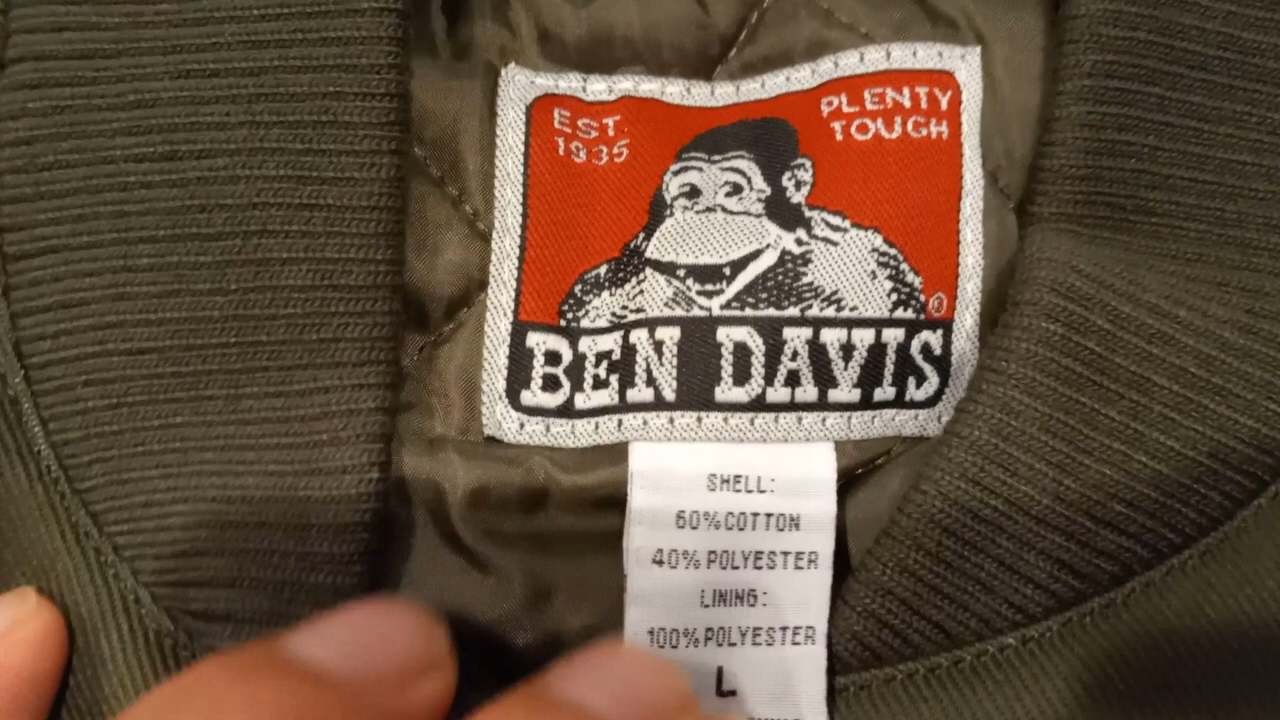 EST.
1935
PLENTY
TOUGH
®
BEN DAVIS
SHELL:
60%COTTON
40%POLYESTER
LINING:
100%POLYESTER
L